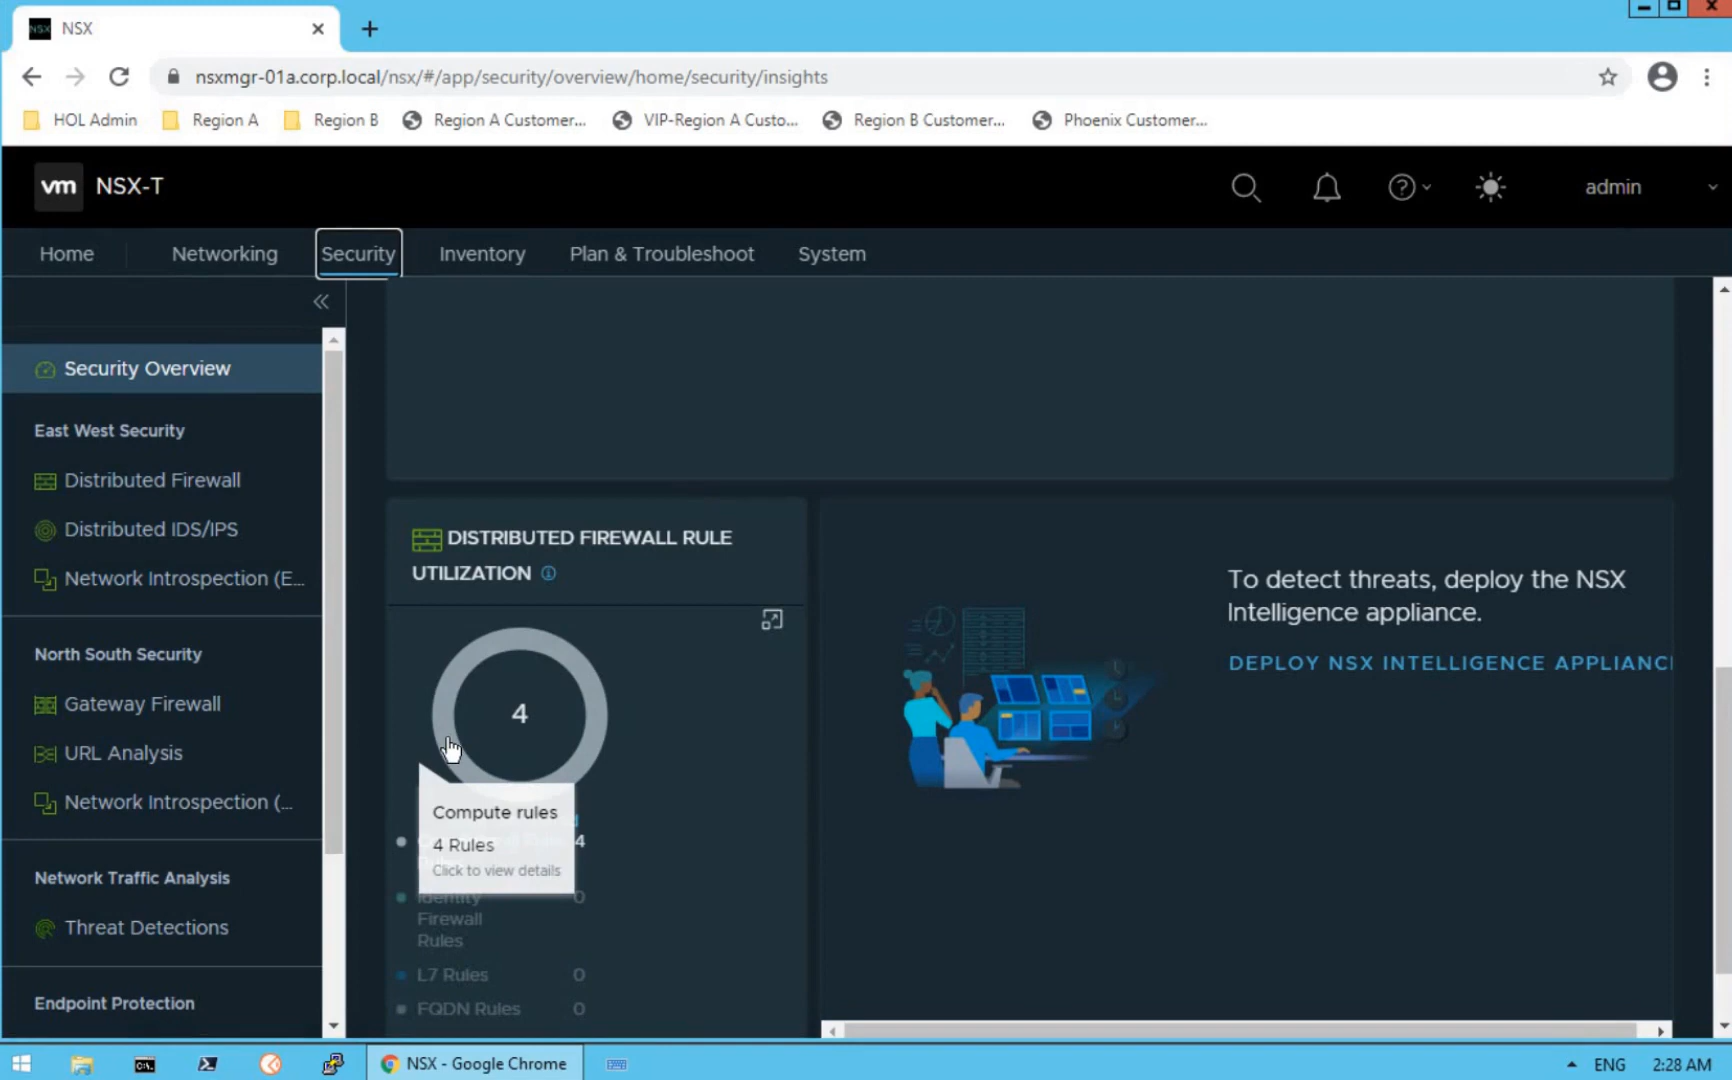 NSX
nsxmgr-01a.corp.local/nsx/#/app/security/overview/home/security/insights
HOL Admin
Region A
Region B
Region A Customer...
VIP-Region A Custo...
Region B Customer...
Phoenix Customer...
vm NSX-T
admin
Home
Networking
Security
Inventory
Plan & Troubleshoot
System
Security Overview
East West Security
Distributed Firewall
Distributed IDS/IPS
Network Introspection (E...
North South Security
Gateway Firewall
URL Analysis
Network Introspection (...
Network Traffic Analysis
Threat Detections
Endpoint Protection
DISTRIBUTED FIREWALL RULE
UTILIZATION
4
Compute rules
4 Rules
Click to view details
4
Identity 0
Firewall
Rules
L7 Rules 0
FQDN Rules 0
To detect threats, deploy the NSX
Intelligence appliance.
DEPLOY NSX INTELLIGENCE APPLIANC
NSX - Google Chrome
ENG
2:28 AM